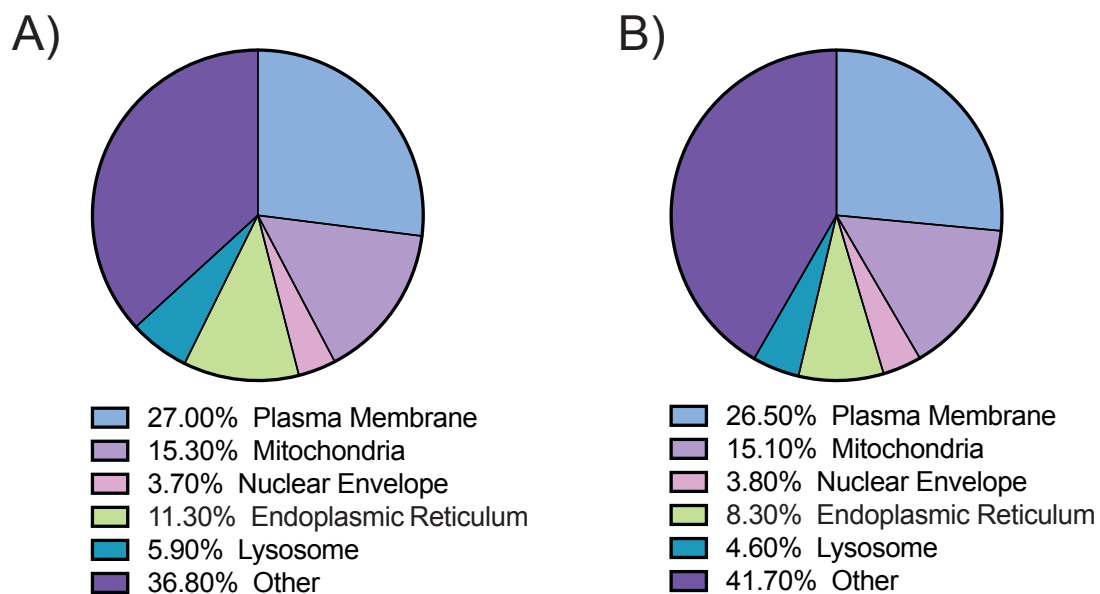 A)
B)
27.00% Plasma Membrane
15.30% Mitochondria
3.70% Nuclear Envelope
11.30% Endoplasmic Reticulum
5.90% Lysosome
36.80% Other
26.50% Plasma Membrane
15.10% Mitochondria
3.80% Nuclear Envelope
8.30% Endoplasmic Reticulum
4.60% Lysosome
41.70% Other